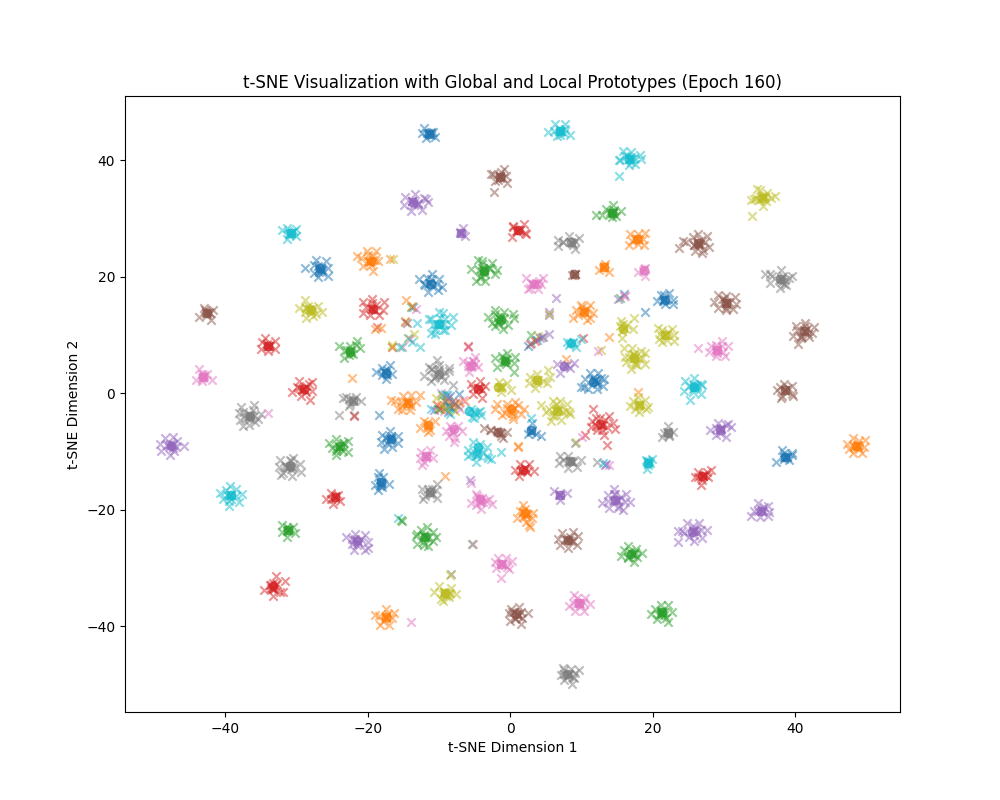 t-SNE Visualization with Global and Local Prototypes (Epoch 160)
40
20
0
−20
−40
t-SNE Dimension 2
−40 −20 0 20 40
t-SNE Dimension 1